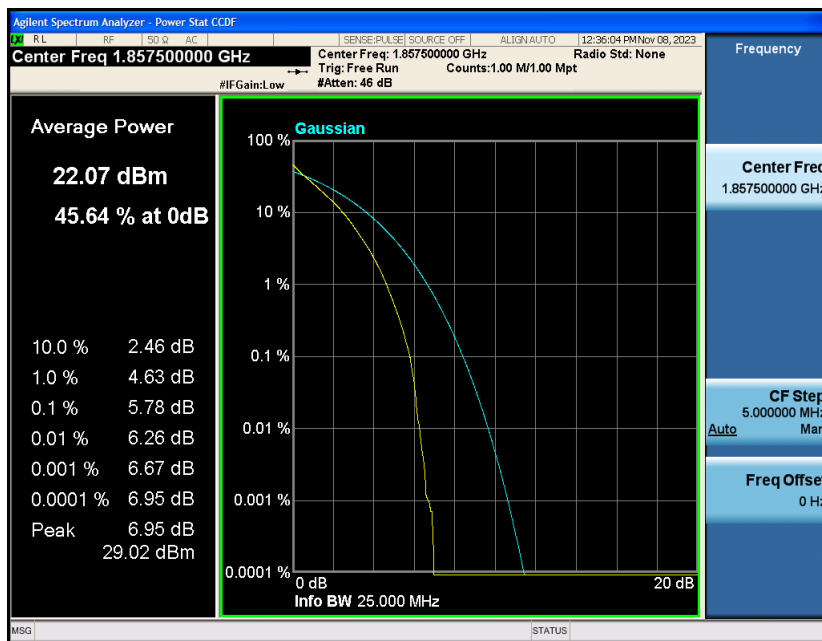 Agilent Spectrum Analyzer - Power Stat CCDF
LXI RL RF 50 Ω AC SENSE:PULSE SOURCE OFF ALIGN AUTO 12:36:04 PM Nov 08, 2023
Center Freq 1.857500000 GHz
Center Freq: 1.857500000 GHz Radio Std: None
Trig: Free Run Counts:1.00 M/1.00 Mpt
#IFGain:Low #Atten: 46 dB
Frequency
Average Power
22.07 dBm
45.64 % at 0dB
10.0 % 2.46 dB
1.0 % 4.63 dB
0.1 % 5.78 dB
0.01 % 6.26 dB
0.001 % 6.67 dB
0.0001 % 6.95 dB
Peak 6.95 dB
29.02 dBm
Gaussian
100 %
10 %
1 %
0.1 %
0.01 %
0.001 %
0.0001 %
0 dB 20 dB
Info BW 25.000 MHz
Center Freq
1.857500000 GHz
CF Step
5.000000 MHz
Auto Man
Freq Offset
0 Hz
MSG STATUS